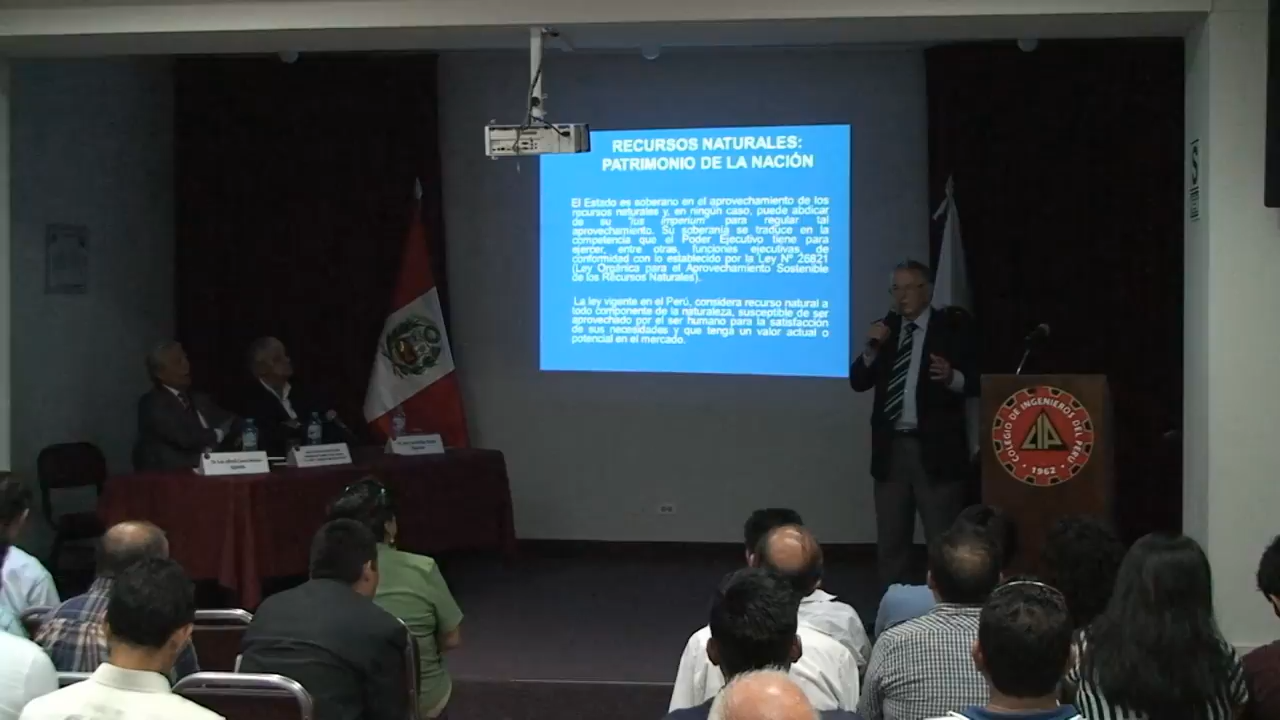 RECURSOS NATURALES:
PATRIMONIO DE LA NACIÓN
El Estado es soberano en el aprovechamiento de los
recursos naturales y, en ningún caso, puede abdicar
de su "ius imperium" para regular tal
aprovechamiento. Su soberanía se traduce en la
competencia que el Poder Ejecutivo tiene para
ejercer, entre otras, funciones ejecutivas, de
conformidad con lo establecido por la Ley Nº 26821
(Ley Orgánica para el Aprovechamiento Sostenible
de los Recursos Naturales).
La ley vigente en el Perú, considera recurso natural a
todo componente de la naturaleza, susceptible de ser
aprovechado por el ser humano para la satisfacción
de sus necesidades y que tenga un valor actual o
potencial en el mercado.
COLEGIO DE INGENIEROS DEL PERU
CIP
1962
S